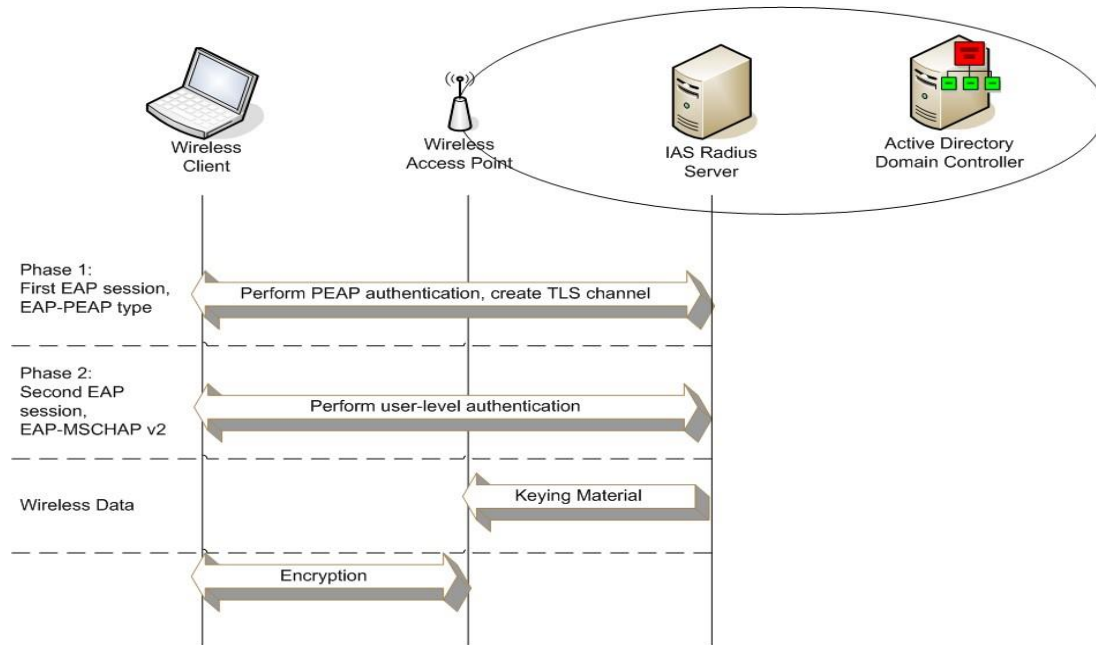 Wireless
Client
Wireless
Access Point
IAS Radius
Server
Active Directory
Domain Controller
Phase 1:
First EAP session,
EAP-PEAP type
Perform PEAP authentication, create TLS channel
Phase 2:
Second EAP
session,
EAP-MSCHAP v2
Perform user-level authentication
Wireless Data
Keying Material
Encryption